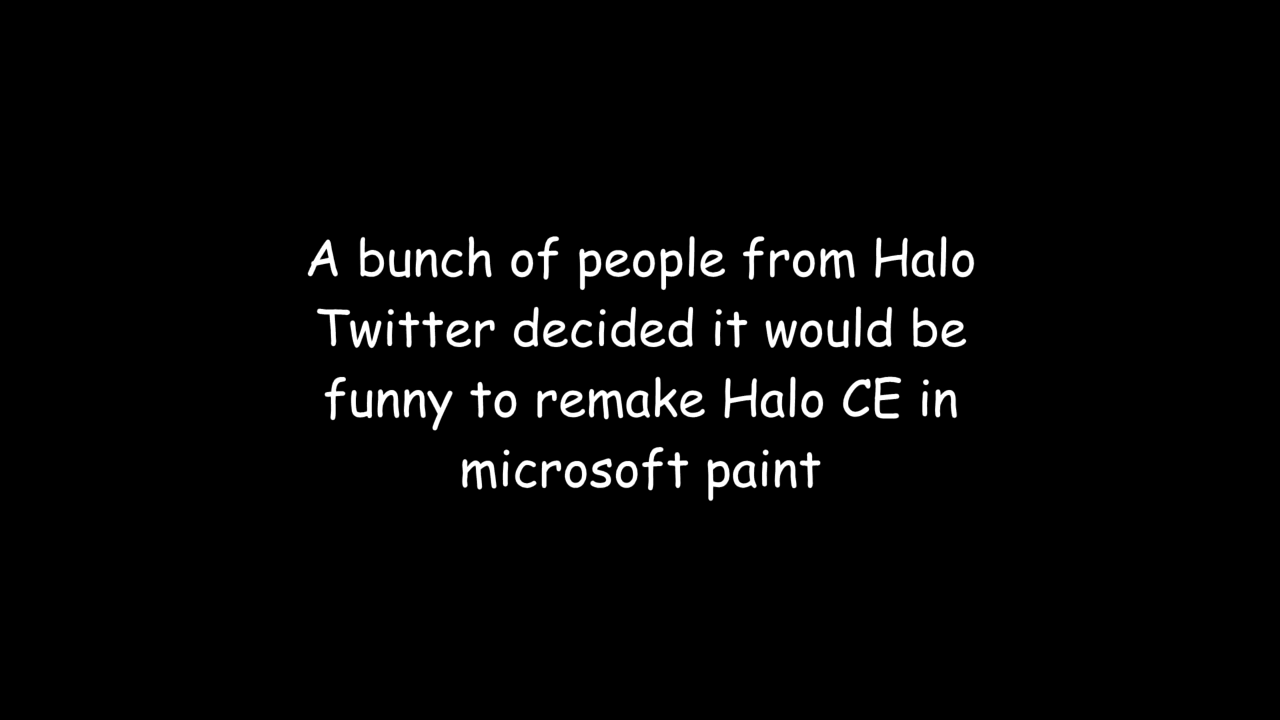 A bunch of people from Halo
Twitter decided it would be
funny to remake Halo CE in
microsoft paint